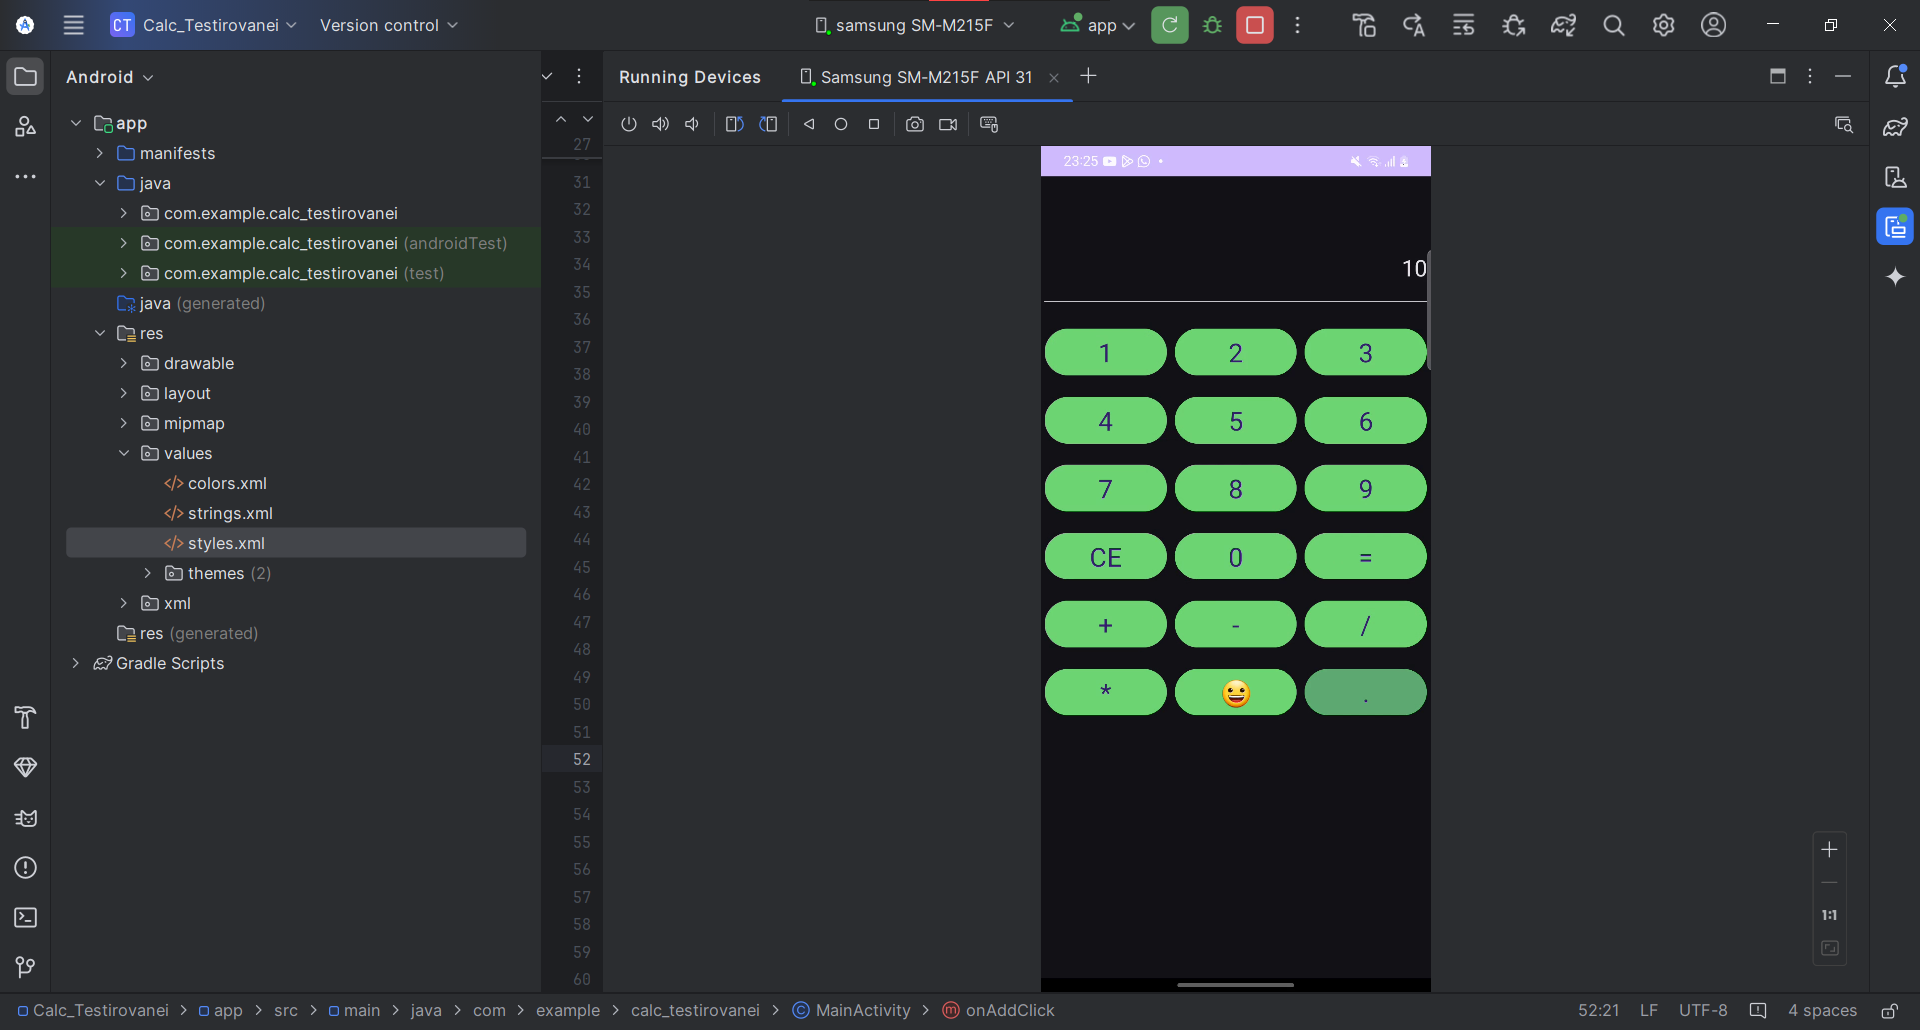 CT Calc_Testirovanei Version control samsung SM-M215F app
Android
Running Devices Samsung SM-M215F API 31
app
manifests
java
com.example.calc_testirovanei
com.example.calc_testirovanei (androidTest)
com.example.calc_testirovanei (test)
java (generated)
res
drawable
layout
mipmap
values
</> colors.xml
</> strings.xml
</> styles.xml
themes (2)
xml
res (generated)
Gradle Scripts
27
31
32
33
34
35
36
37
38
39
40
41
42
43
44
45
46
47
48
49
50
51
52
53
54
55
56
57
58
59
60
23:25
10
1 2 3
4 5 6
7 8 9
CE 0 =
+ - /
* 😀 .
1:1
Calc_Testirovanei > app > src > main > java > com > example > calc_testirovanei > MainActivity > onAddClick
52:21 LF UTF-8 4 spaces